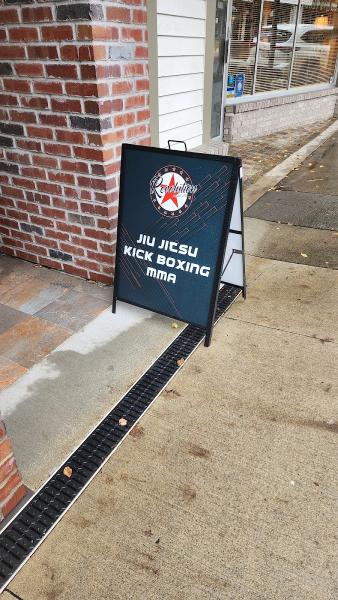 Revolution
JIU JITSU
KICK BOXING
MMA